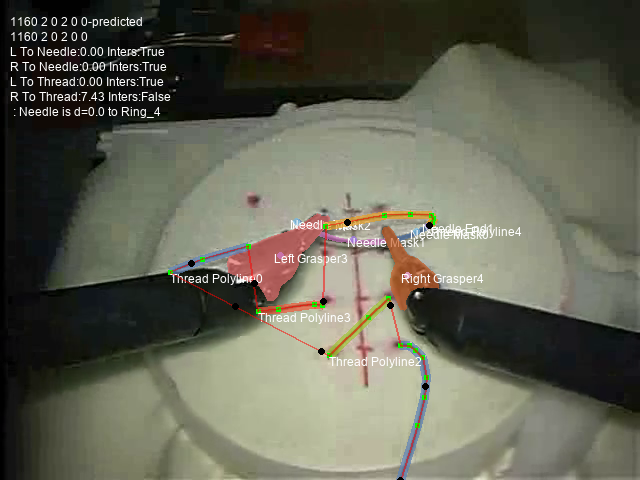 1160 2 0 2 0 0-predicted
1160 2 0 2 0 0
L To Needle:0.00 Inters:True
R To Needle:0.00 Inters:True
L To Thread:0.00 Inters:True
R To Thread:7.43 Inters:False
: Needle is d=0.0 to Ring_4
Needle Mask2
Needle End1
Polyline4
Needle Mask0
Needle Mask1
Left Grasper3
Thread Polylinr0
Right Grasper4
Thread Polyline3
Thread Polyline2